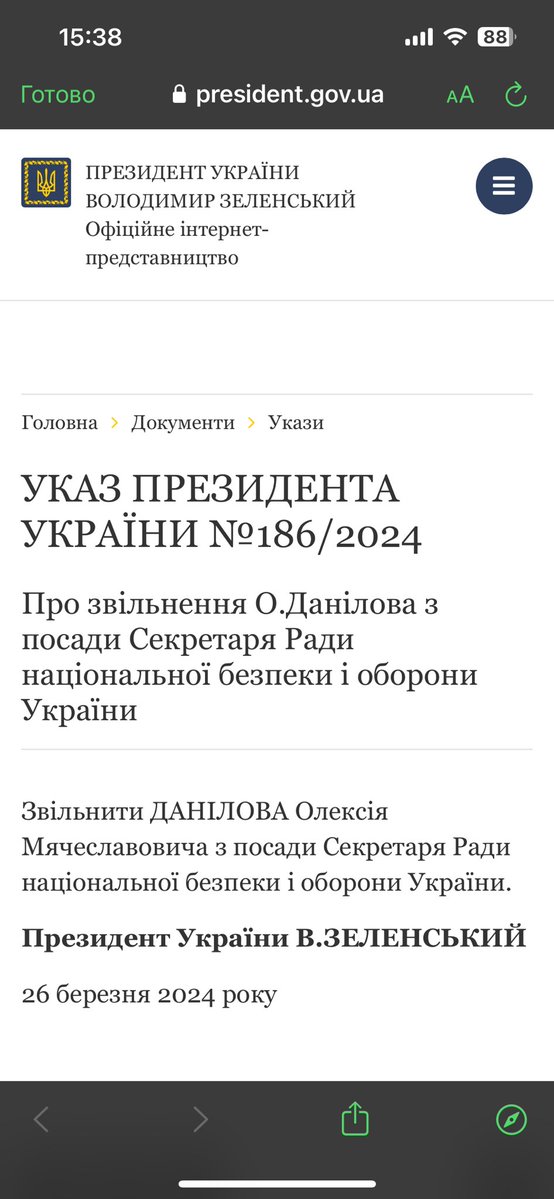 15:38
88
Готово
president.gov.ua
AA
ПРЕЗИДЕНТ УКРАЇНИ
ВОЛОДИМИР ЗЕЛЕНСЬКИЙ
Офіційне інтернет-
представництво
Головна > Документи > Укази
УКАЗ ПРЕЗИДЕНТА
УКРАЇНИ №186/2024
Про звільнення О.Данілова з
посади Секретаря Ради
національної безпеки і оборони
України
Звільнити ДАНІЛОВА Олексія
Мячеславовича з посади Секретаря Ради
національної безпеки і оборони України.
Президент України В.ЗЕЛЕНСЬКИЙ
26 березня 2024 року